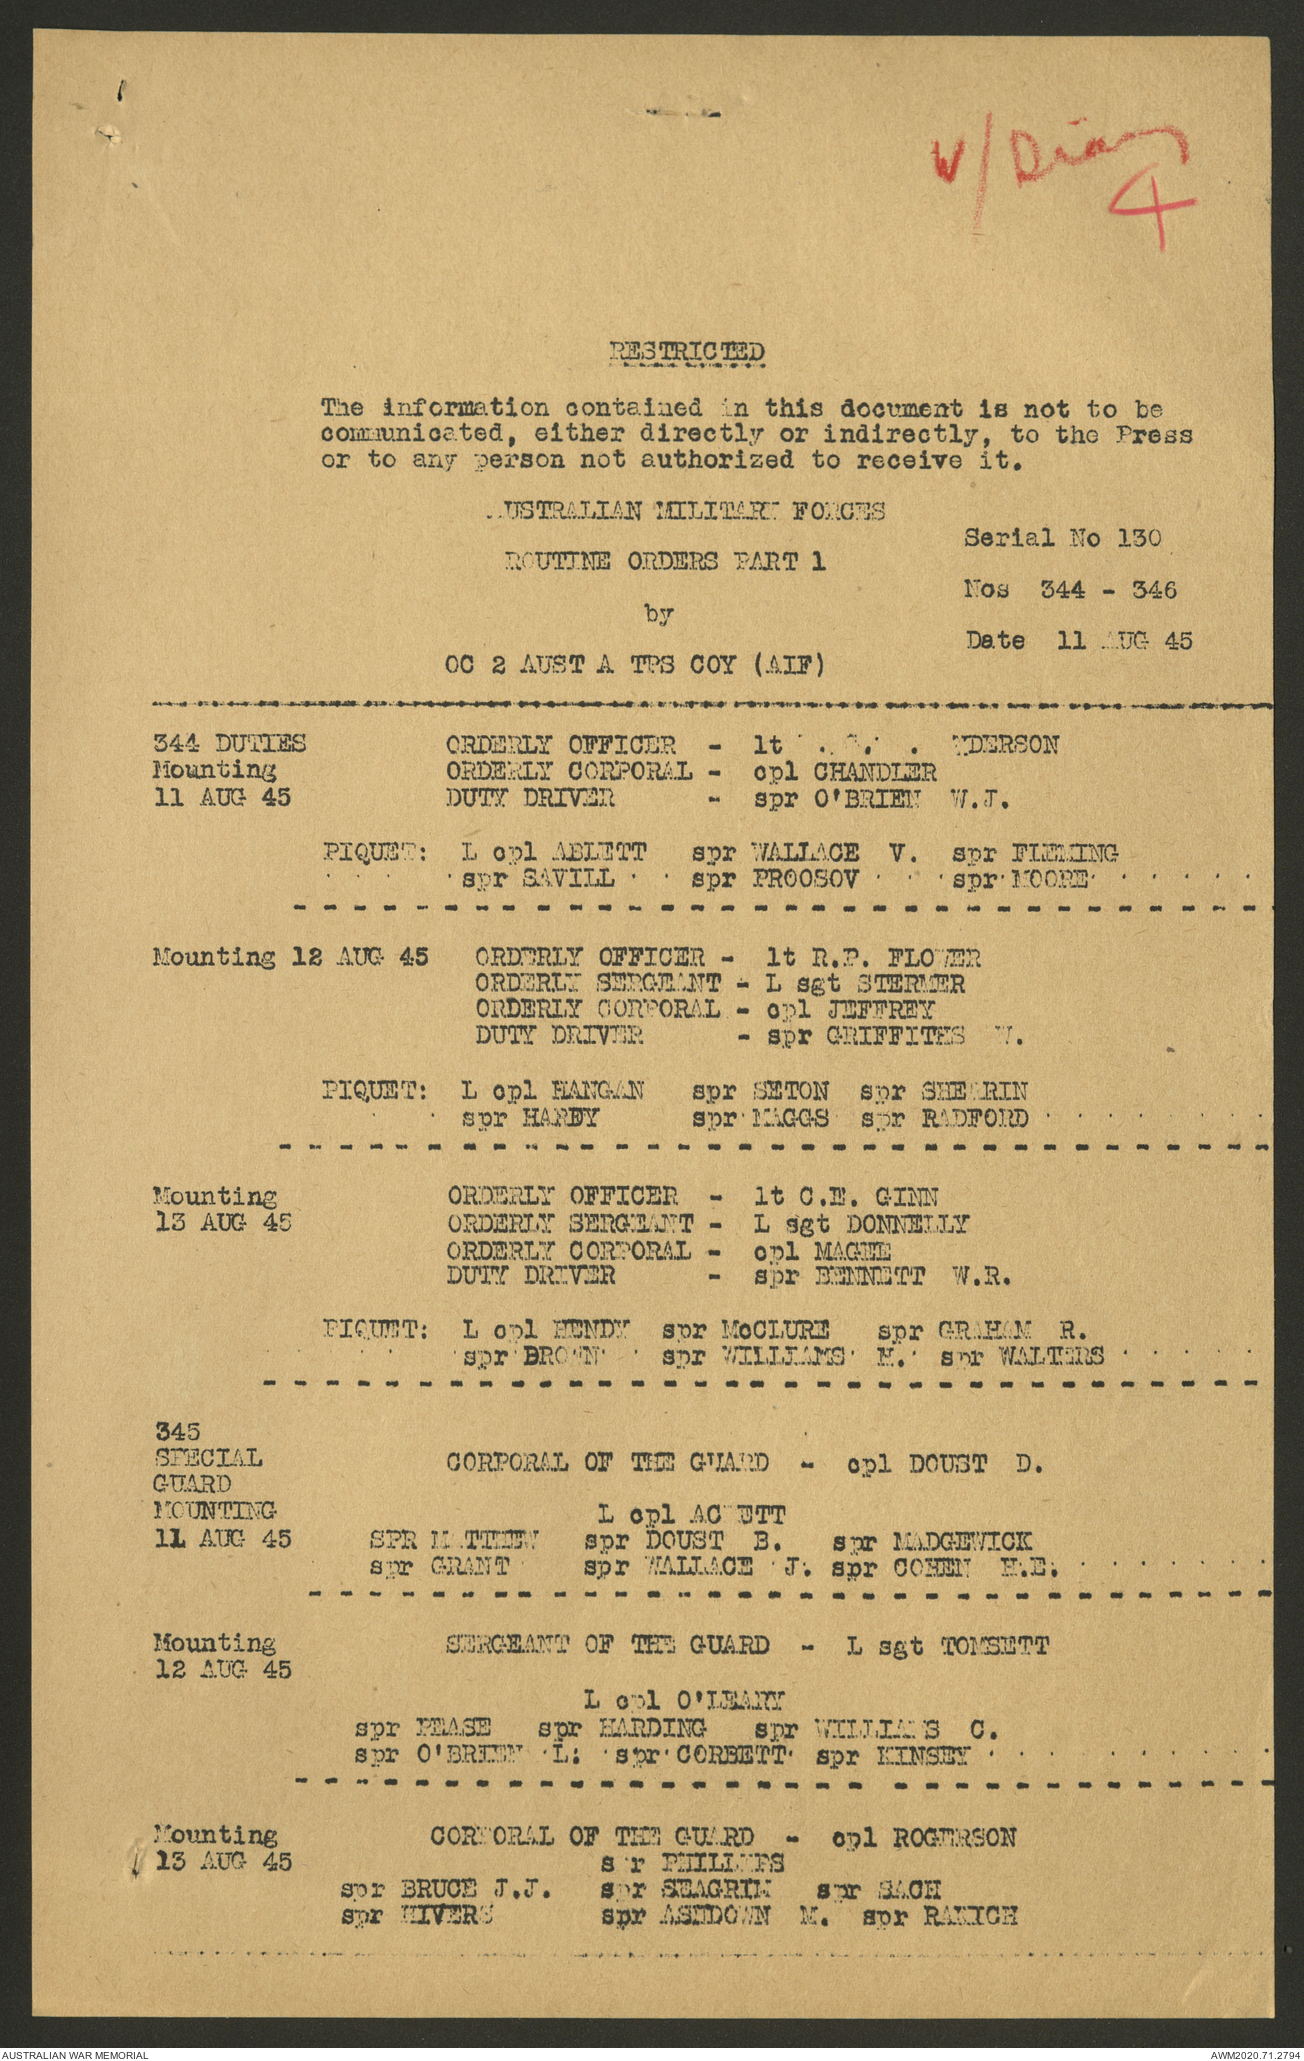 W/Diary
4
RESTRICTED
The information contained in this document is not to be
communicated, either directly or indirectly, to the Press
or to any person not authorized to receive it.
AUSTRALIAN MILITARY FORCES
Serial No 130
ROUTINE ORDERS PART 1
Nos 344 - 346
by
Date 11 AUG 45
OC 2 AUST A TPS COY (AIF)
344 DUTIES ORDERLY OFFICER - lt
Mounting ORDERLY CORPORAL - cpl CHANDLER
11 AUG 45 DUTY DRIVER - spr O'BRIEN W.J.
PIQUET: L cpl ABLETT spr WALLACE V. spr FLEMING
spr SAVILL spr PROOSOV spr MOORE
Mounting 12 AUG 45 ORDERLY OFFICER - lt R.P. FLOWER
ORDERLY SERGEANT - L sgt STERMER
ORDERLY CORPORAL - cpl JEFFREY
DUTY DRIVER - spr GRIFFITHS W.
PIQUET: L cpl HANGAN spr SETON spr SHEARIN
spr spr MAGGS spr RADFORD
Mounting ORDERLY OFFICER - lt C.E. GINN
13 AUG 45 ORDERLY SERGEANT - L sgt DONNELLY
ORDERLY CORPORAL - cpl MAGEE
DUTY DRIVER - spr BENNETT W.R.
PIQUET: L cpl HENDY spr McCLURE spr GRAHAM R.
spr BROWN spr WILLIAMS H. spr WALTERS
345
SPECIAL CORPORAL OF THE GUARD - cpl DOUST D.
GUARD
MOUNTING L cpl
11 AUG 45 SPR MATTHEW spr DOUST B. spr MADGEWICK
spr GRANT spr WALLACE J. spr COHEN H.E.
Mounting SERGEANT OF THE GUARD - L sgt TOMSETT
12 AUG 45
L cpl O'LEARY
spr PEASE spr HARDING spr WILLIAMS C.
spr O'BRIEN L. spr CORBETT spr KINSEY
Mounting CORPORAL OF THE GUARD - cpl ROGERSON
13 AUG 45 spr PHILLIPS
spr BRUCE J.J. spr SEAGRIM spr SACH
spr HIVERS spr ASHDOWN M. spr RAKICH
AUSTRALIAN WAR MEMORIAL AWM2020.71.2794